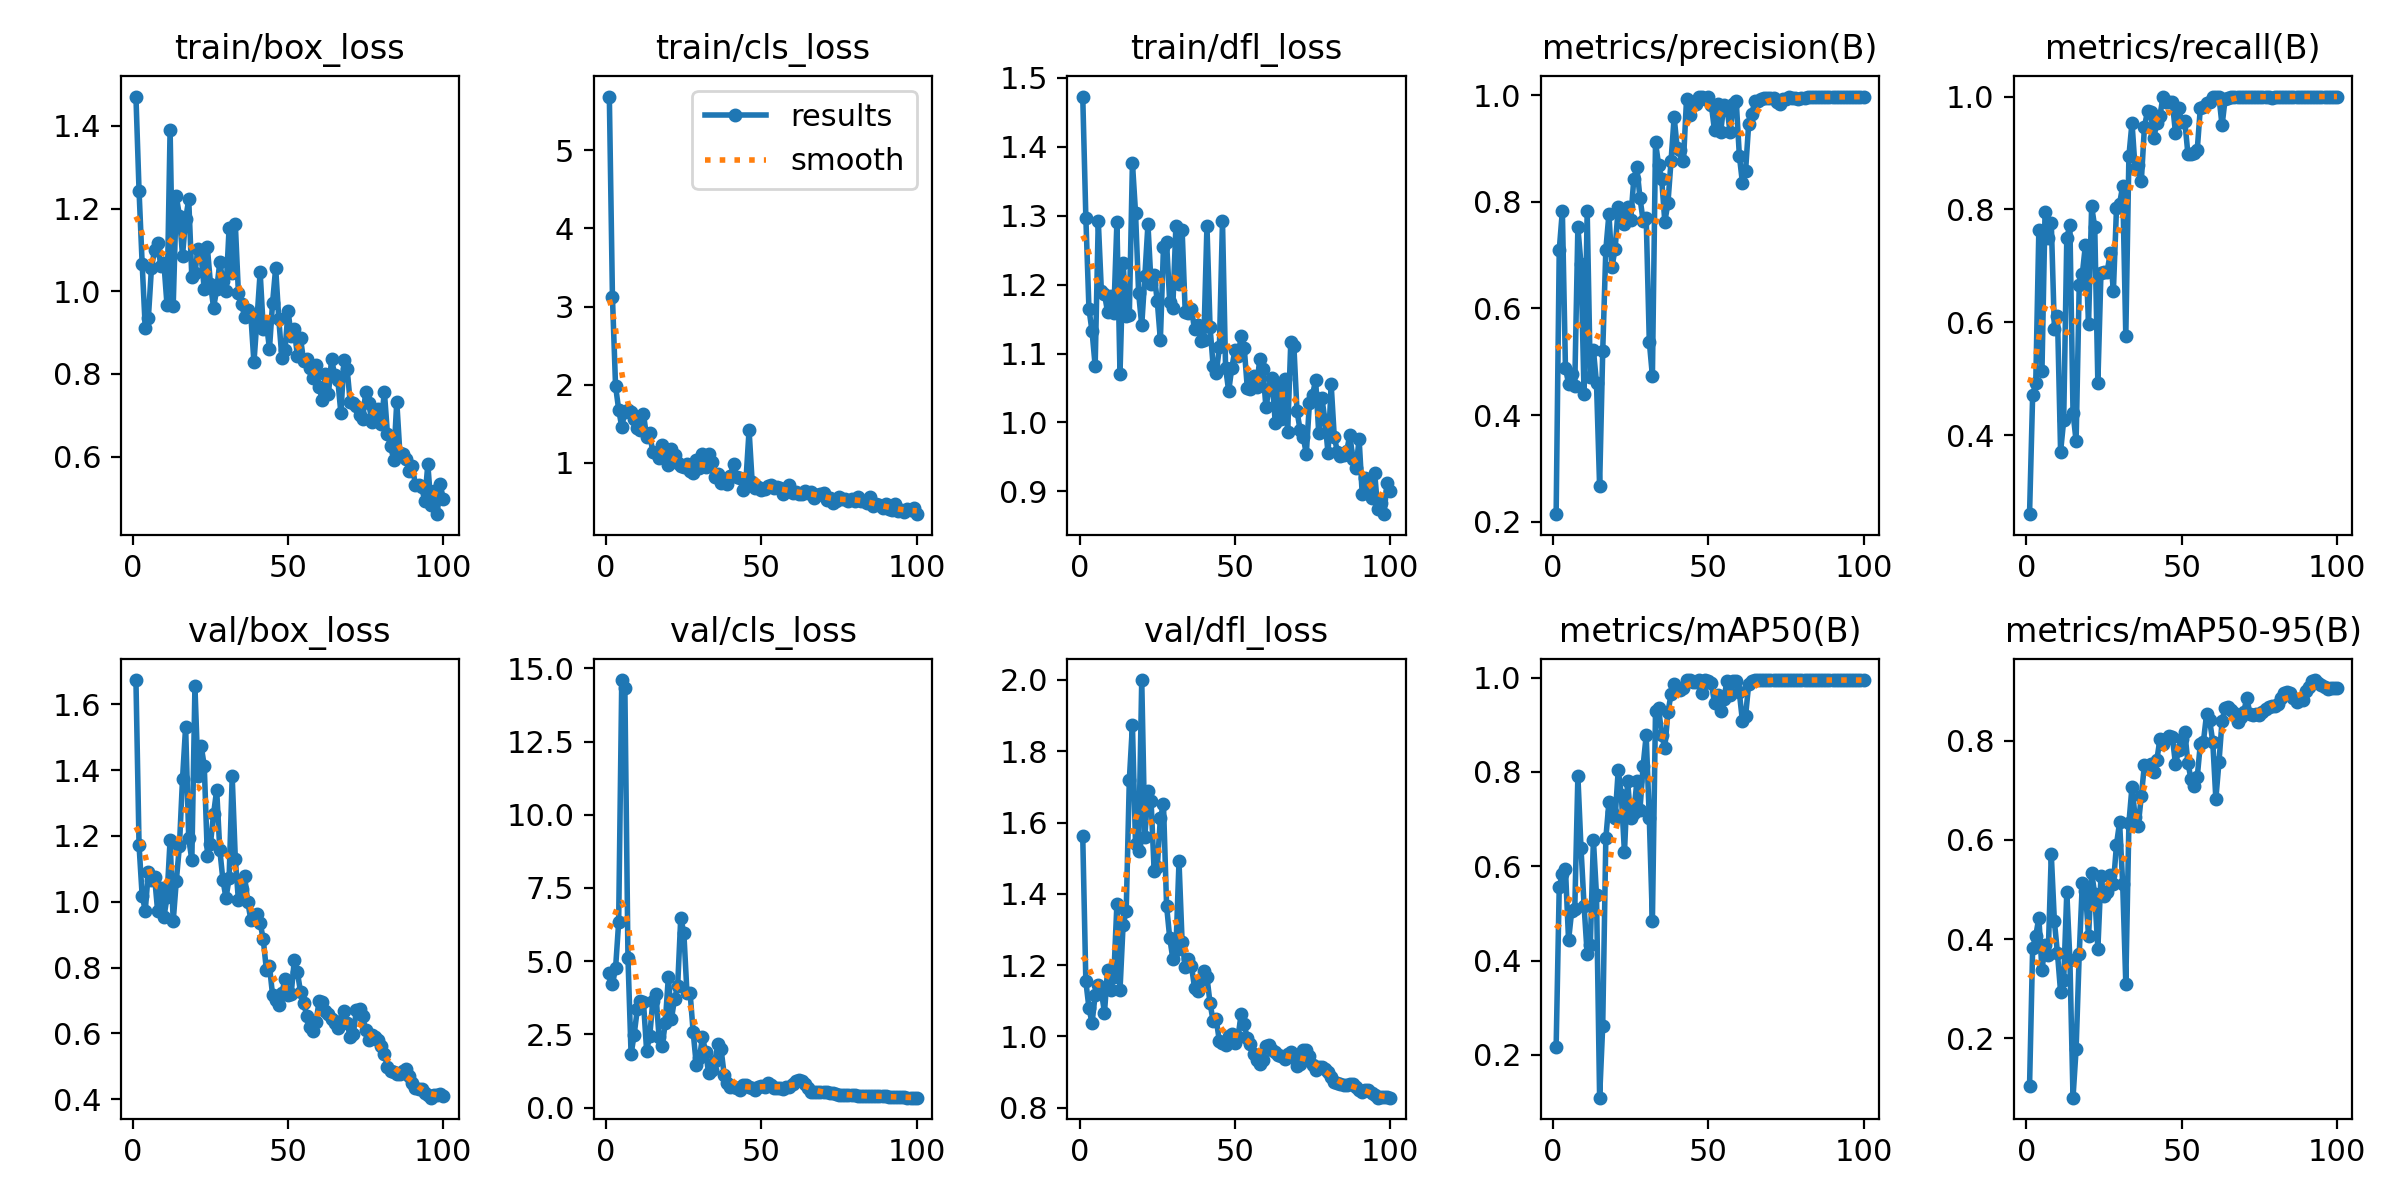 train/box_loss
1.4
1.2
1.0
0.8
0.6
0 50 100
train/cls_loss
results
smooth
5
4
3
2
1
0 50 100
train/dfl_loss
1.5
1.4
1.3
1.2
1.1
1.0
0.9
0 50 100
metrics/precision(B)
1.0
0.8
0.6
0.4
0.2
0 50 100
metrics/recall(B)
1.0
0.8
0.6
0.4
0 50 100
val/box_loss
1.6
1.4
1.2
1.0
0.8
0.6
0.4
0 50 100
val/cls_loss
15.0
12.5
10.0
7.5
5.0
2.5
0.0
0 50 100
val/dfl_loss
2.0
1.8
1.6
1.4
1.2
1.0
0.8
0 50 100
metrics/mAP50(B)
1.0
0.8
0.6
0.4
0.2
0 50 100
metrics/mAP50-95(B)
0.8
0.6
0.4
0.2
0 50 100